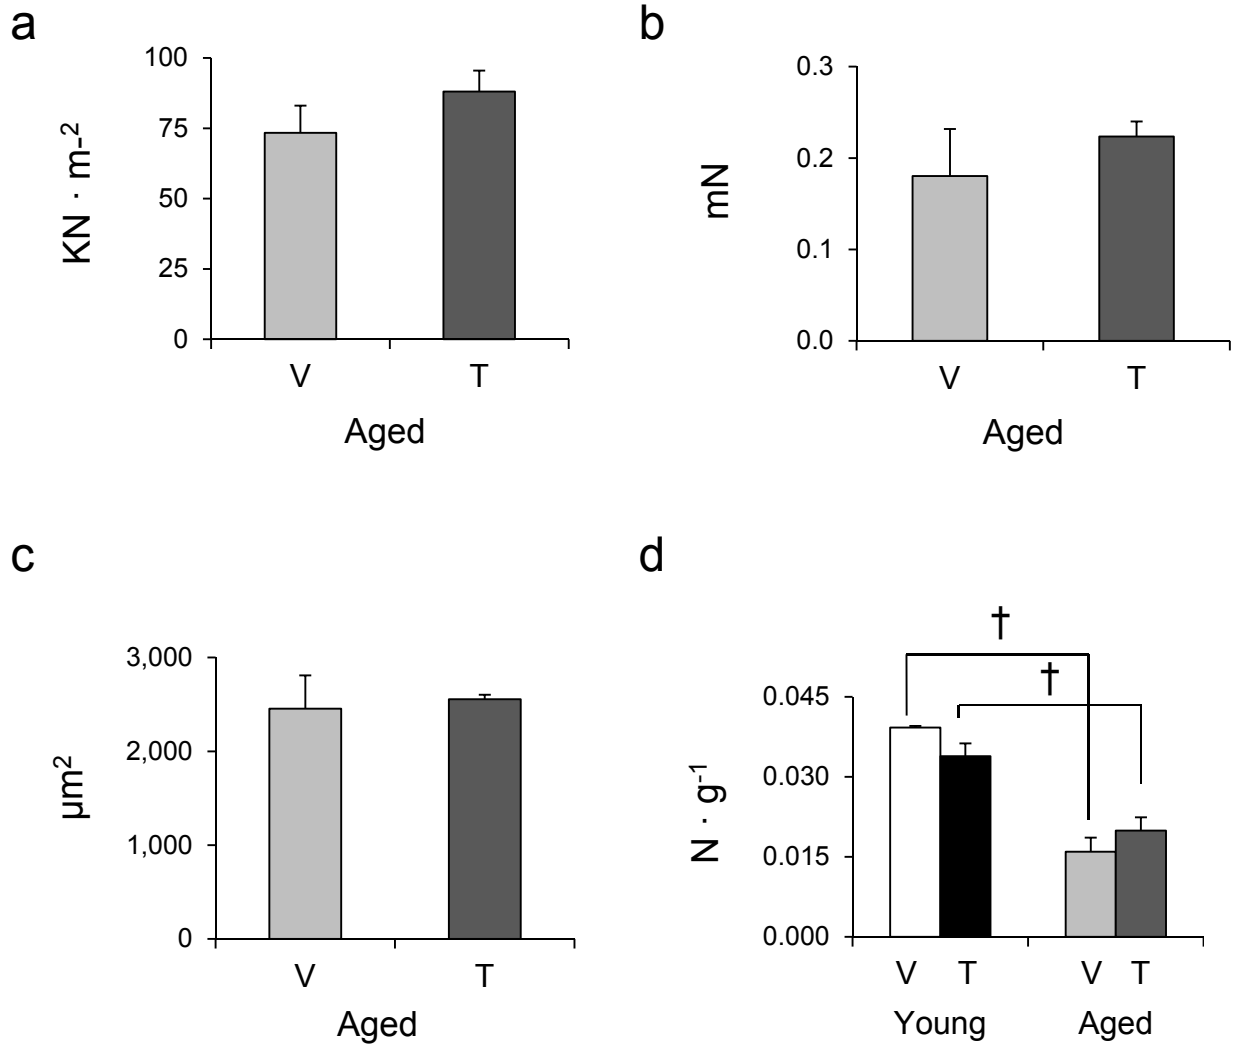 a
100
75
50
25
0
KN · m-²
V T
Aged
b
0.3
0.2
0.1
0.0
mN
V T
Aged
c
3,000
2,000
1,000
0
µm²
V T
Aged
d
†
†
0.045
0.030
0.015
0.000
N · g⁻¹
V T V T
Young Aged